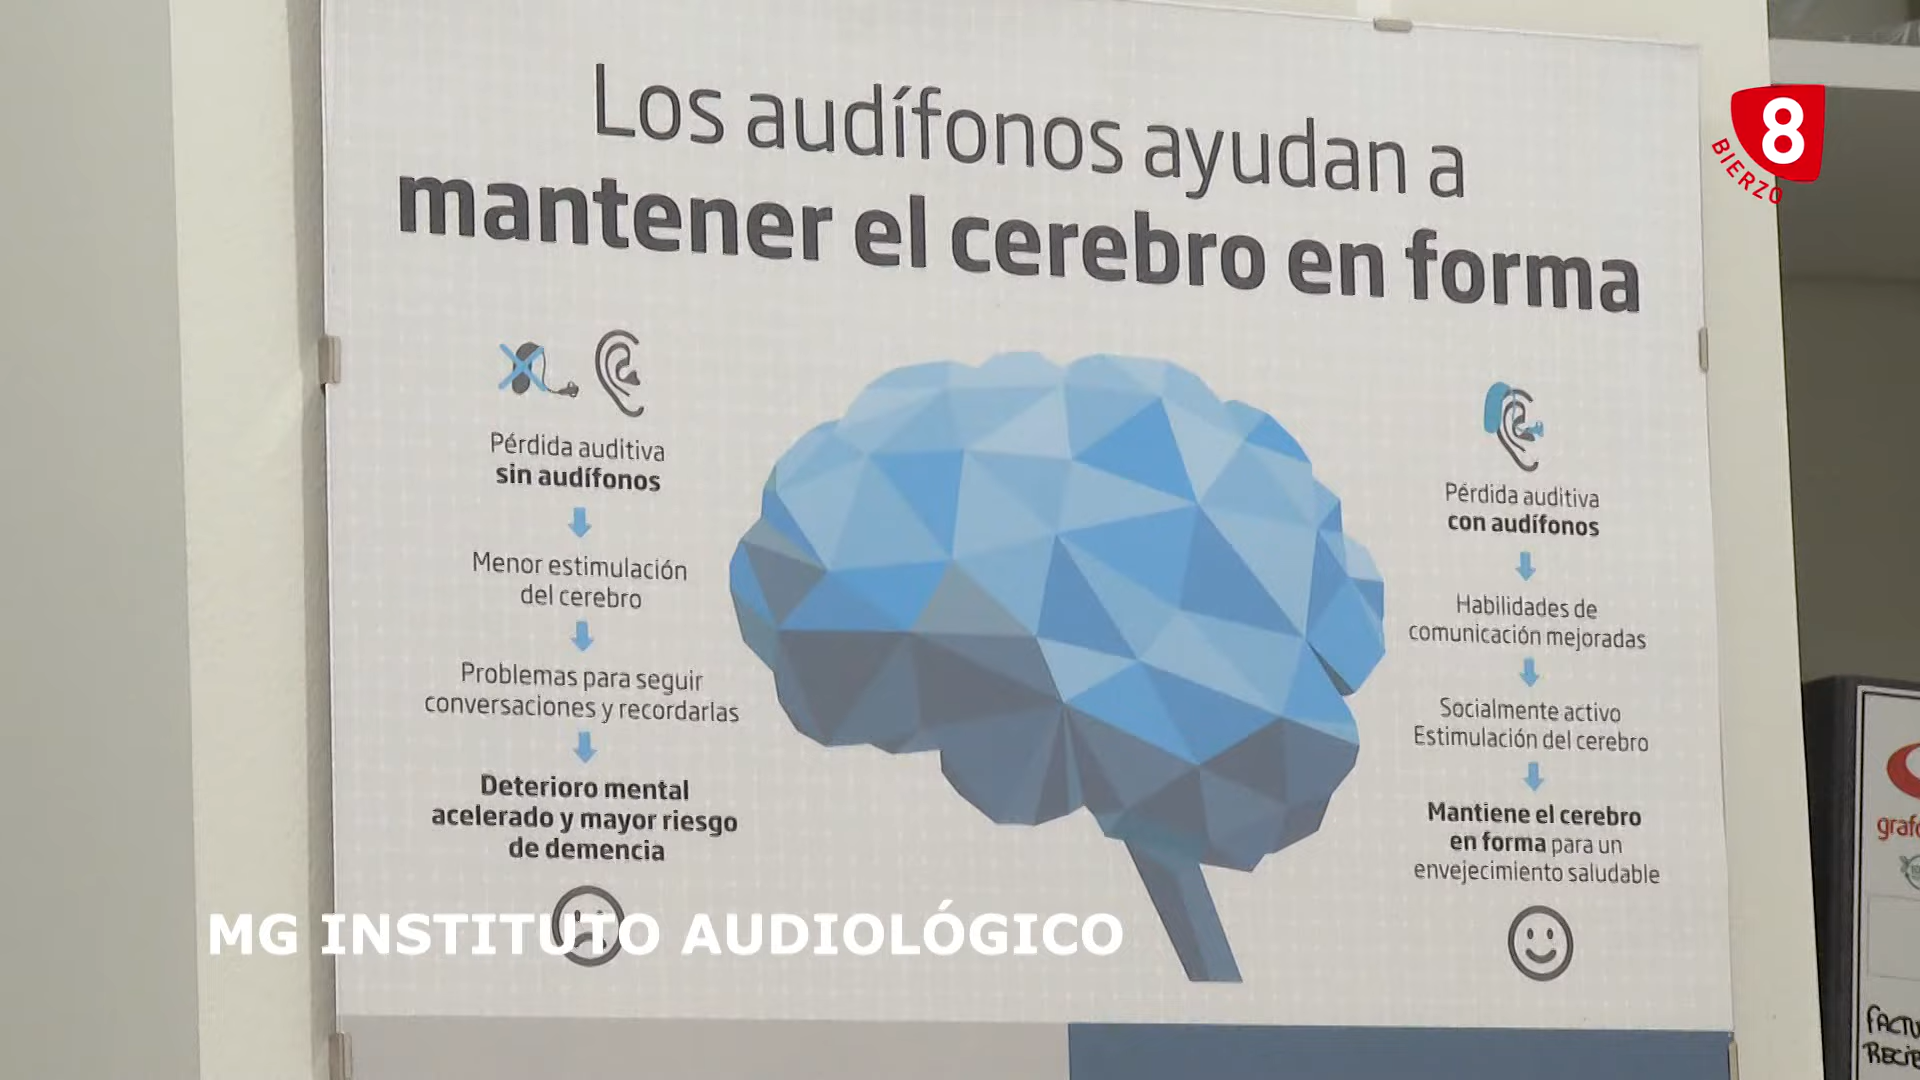 Los audífonos ayudan a
mantener el cerebro en forma
Pérdida auditiva
sin audífonos
Menor estimulación
del cerebro
Problemas para seguir
conversaciones y recordarlas
Deterioro mental
acelerado y mayor riesgo
de demencia
Pérdida auditiva
con audífonos
Habilidades de
comunicación mejoradas
Socialmente activo
Estimulación del cerebro
Mantiene el cerebro
en forma para un
envejecimiento saludable
MG INSTITUTO AUDIOLÓGICO
8
BIERZO